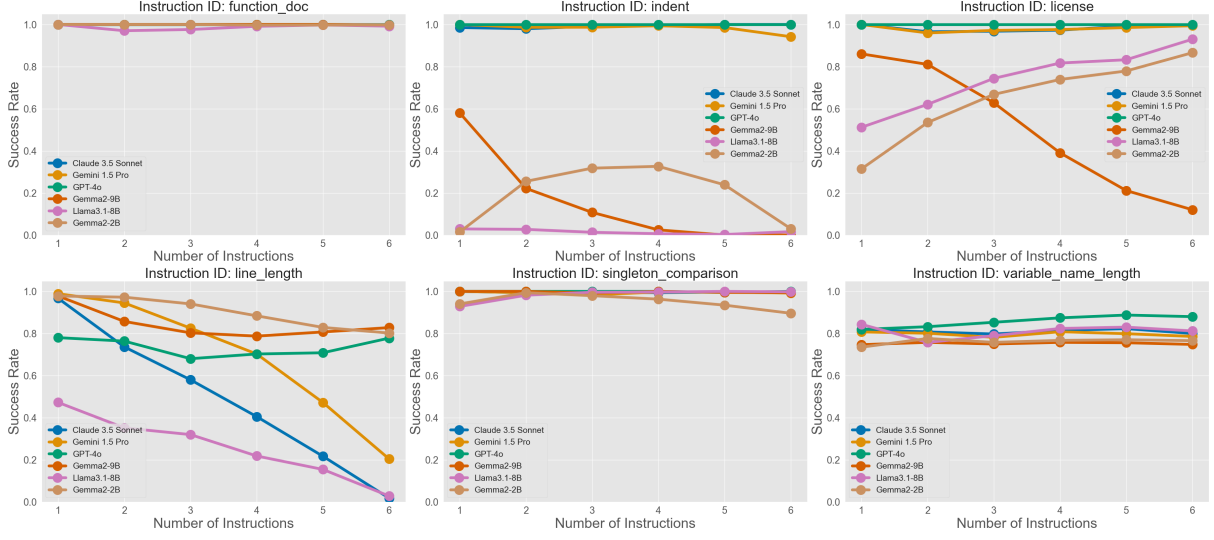 Instruction ID: function_doc
Success Rate
1.0
0.8
0.6
0.4
0.2
0.0
Claude 3.5 Sonnet
Gemini 1.5 Pro
GPT-4o
Gemma2-9B
Llama3.1-8B
Gemma2-2B
1 2 3 4 5 6
Number of Instructions
Instruction ID: indent
Success Rate
1.0
0.8
0.6
0.4
0.2
0.0
Claude 3.5 Sonnet
Gemini 1.5 Pro
GPT-4o
Gemma2-9B
Llama3.1-8B
Gemma2-2B
1 2 3 4 5 6
Number of Instructions
Instruction ID: license
Success Rate
1.0
0.8
0.6
0.4
0.2
0.0
Claude 3.5 Sonnet
Gemini 1.5 Pro
GPT-4o
Gemma2-9B
Llama3.1-8B
Gemma2-2B
1 2 3 4 5 6
Number of Instructions
Instruction ID: line_length
Success Rate
1.0
0.8
0.6
0.4
0.2
0.0
Claude 3.5 Sonnet
Gemini 1.5 Pro
GPT-4o
Gemma2-9B
Llama3.1-8B
Gemma2-2B
1 2 3 4 5 6
Number of Instructions
Instruction ID: singleton_comparison
Success Rate
1.0
0.8
0.6
0.4
0.2
0.0
Claude 3.5 Sonnet
Gemini 1.5 Pro
GPT-4o
Gemma2-9B
Llama3.1-8B
Gemma2-2B
1 2 3 4 5 6
Number of Instructions
Instruction ID: variable_name_length
Success Rate
1.0
0.8
0.6
0.4
0.2
0.0
Claude 3.5 Sonnet
Gemini 1.5 Pro
GPT-4o
Gemma2-9B
Llama3.1-8B
Gemma2-2B
1 2 3 4 5 6
Number of Instructions